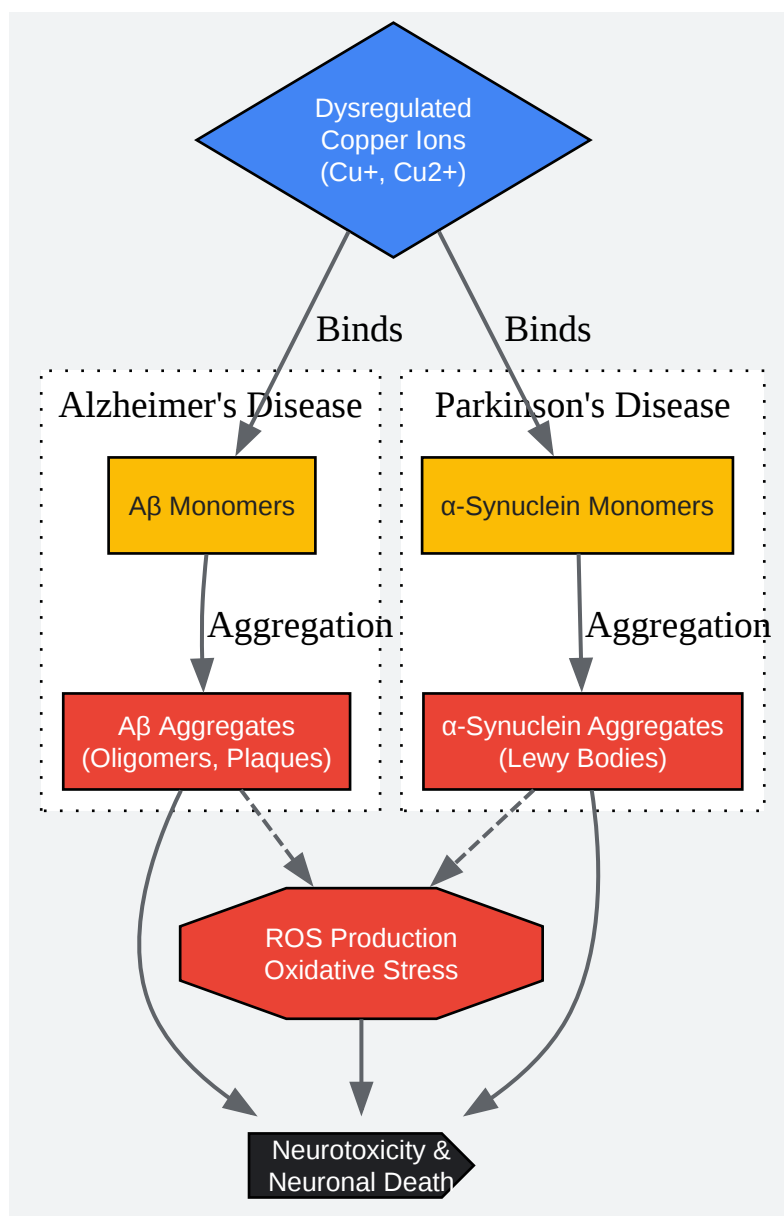 Dysregulated
Copper Ions
(Cu+, Cu2+)
Binds
Binds
Alzheimer's Disease
Parkinson's Disease
Aβ Monomers
α-Synuclein Monomers
Aggregation
Aggregation
Aβ Aggregates
(Oligomers, Plaques)
α-Synuclein Aggregates
(Lewy Bodies)
ROS Production
Oxidative Stress
Neurotoxicity &
Neuronal Death